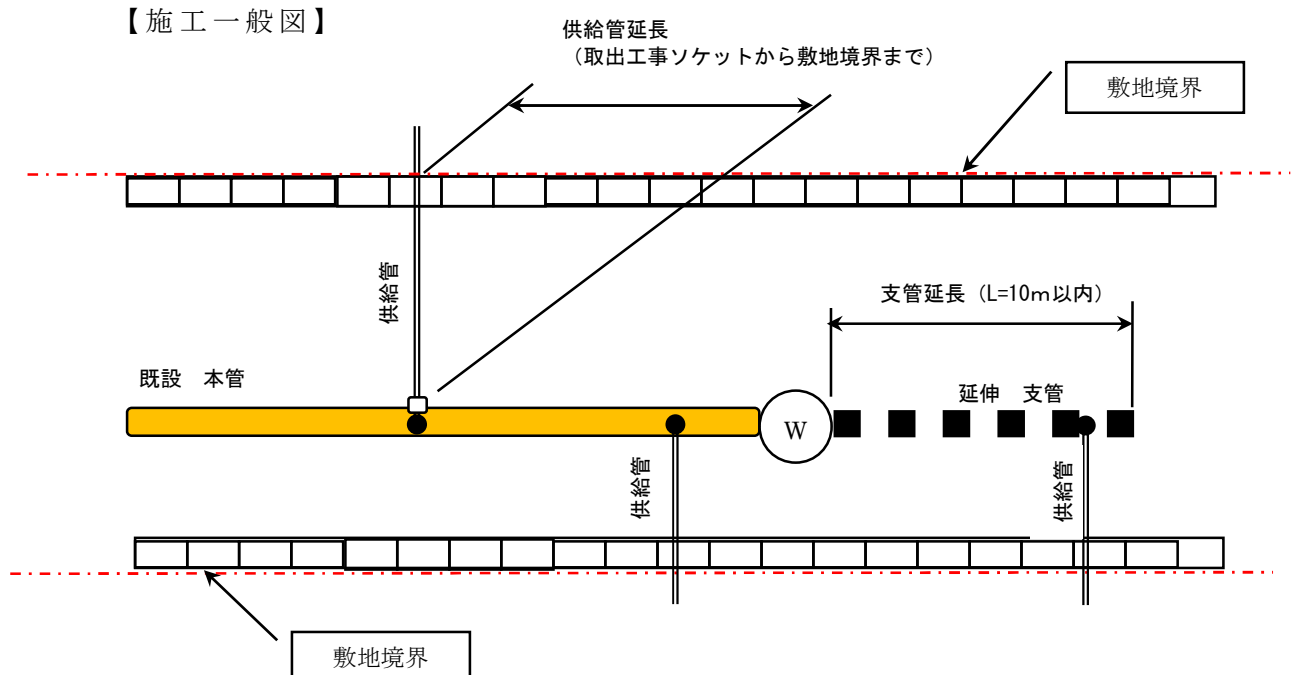 【施工一般図】
供給管延長
（取出工事ソケットから敷地境界まで）
敷地境界
供給管
支管延長（L=10m以内）
既設　本管
延伸　支管
W
供給管
供給管
敷地境界